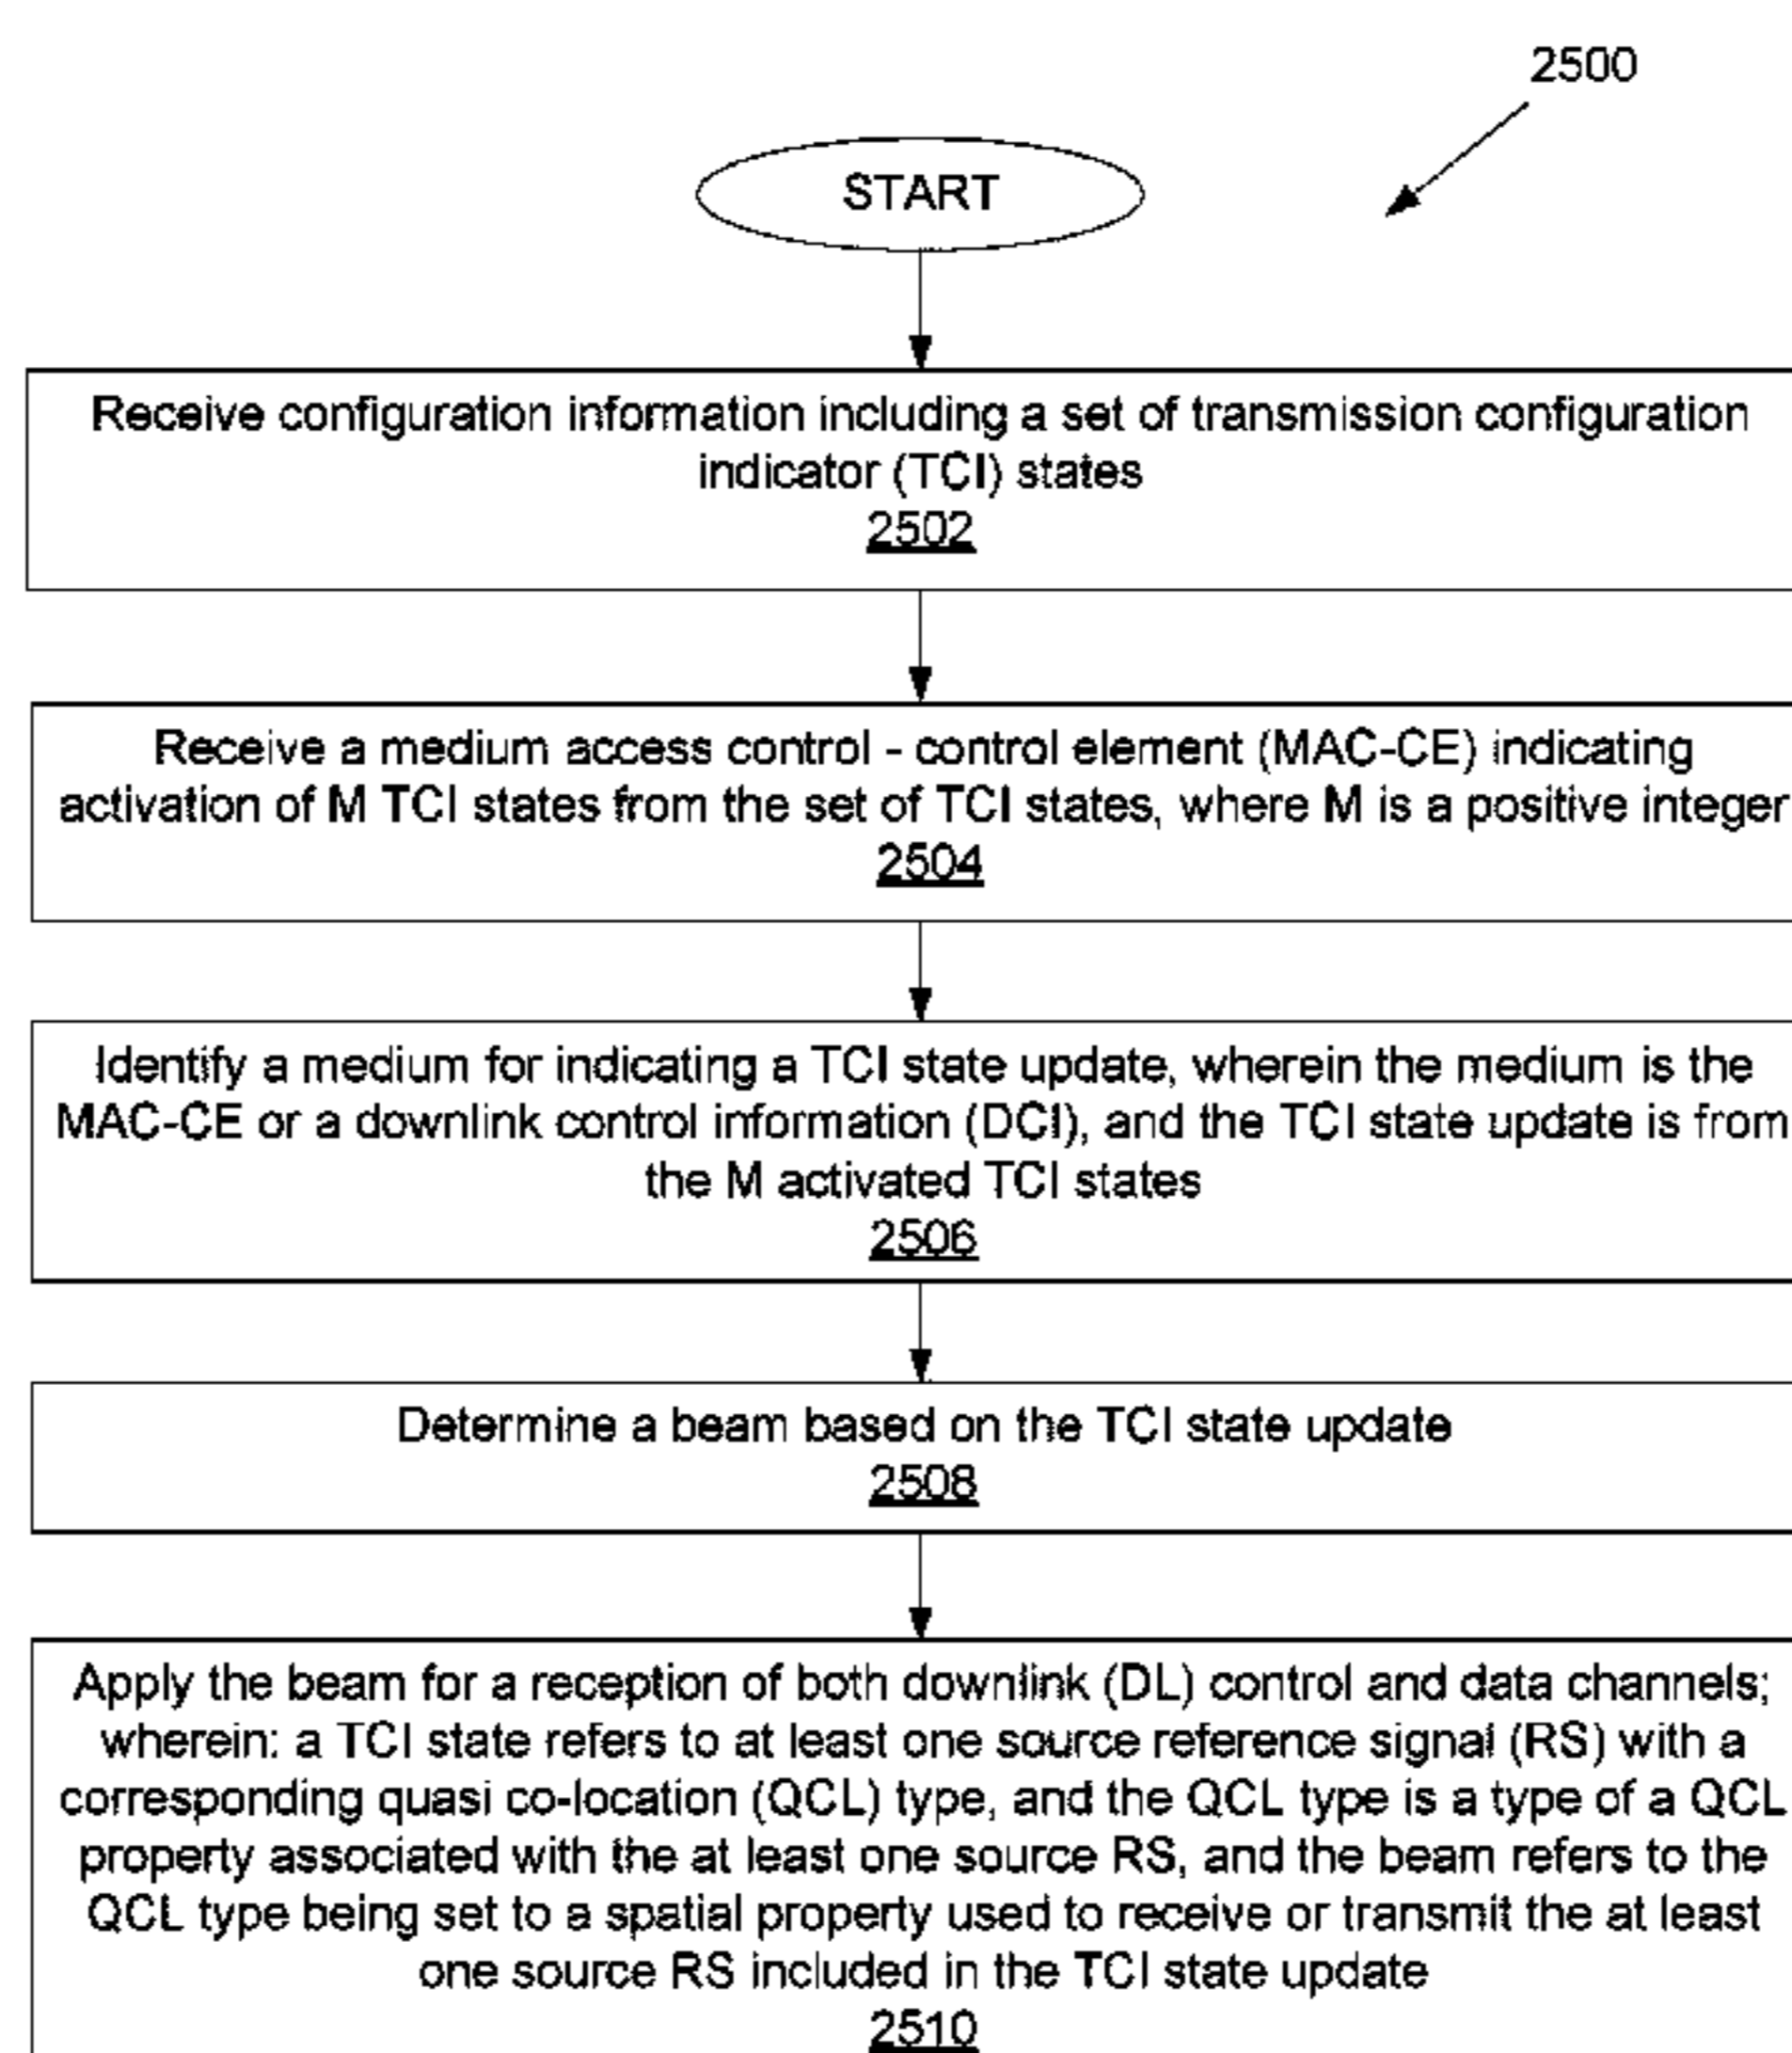 2500
START
Receive configuration information including a set of transmission configuration
indicator (TCI) states
2502
Receive a medium access control - control element (MAC-CE) indicating
activation of M TCI states from the set of TCI states, where M is a positive integer
2504
Identify a medium for indicating a TCI state update, wherein the medium is the
MAC-CE or a downlink control information (DCI), and the TCI state update is from
the M activated TCI states
2506
Determine a beam based on the TCI state update
2508
Apply the beam for a reception of both downlink (DL) control and data channels;
wherein: a TCI state refers to at least one source reference signal (RS) with a
corresponding quasi co-location (QCL) type, and the QCL type is a type of a QCL
property associated with the at least one source RS, and the beam refers to the
QCL type being set to a spatial property used to receive or transmit the at least
one source RS included in the TCI state update
2510